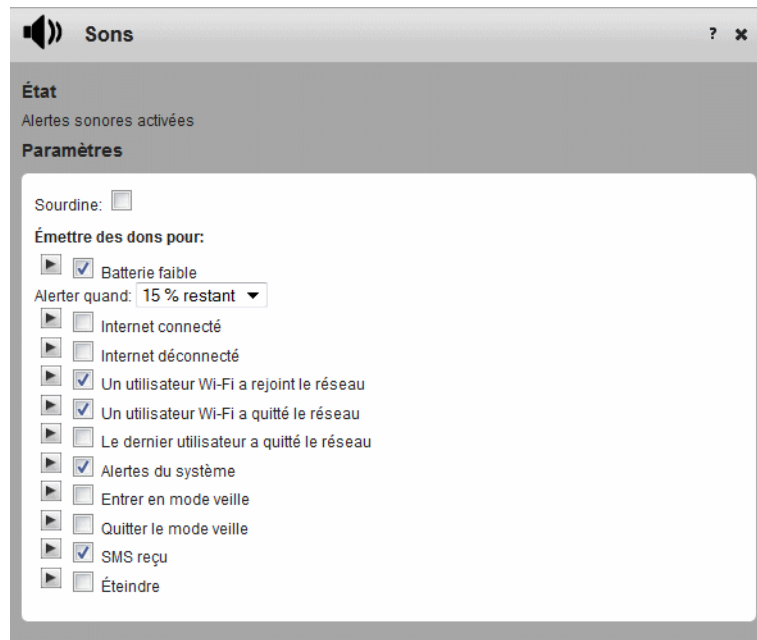 Sons ?
État
Alertes sonores activées
Paramètres
Sourdine:
Émettre des dons pour:
Batterie faible
Alerter quand: 15 % restant
Internet connecté
Internet déconnecté
Un utilisateur Wi-Fi a rejoint le réseau
Un utilisateur Wi-Fi a quitté le réseau
Le dernier utilisateur a quitté le réseau
Alertes du système
Entrer en mode veille
Quitter le mode veille
SMS reçu
Éteindre